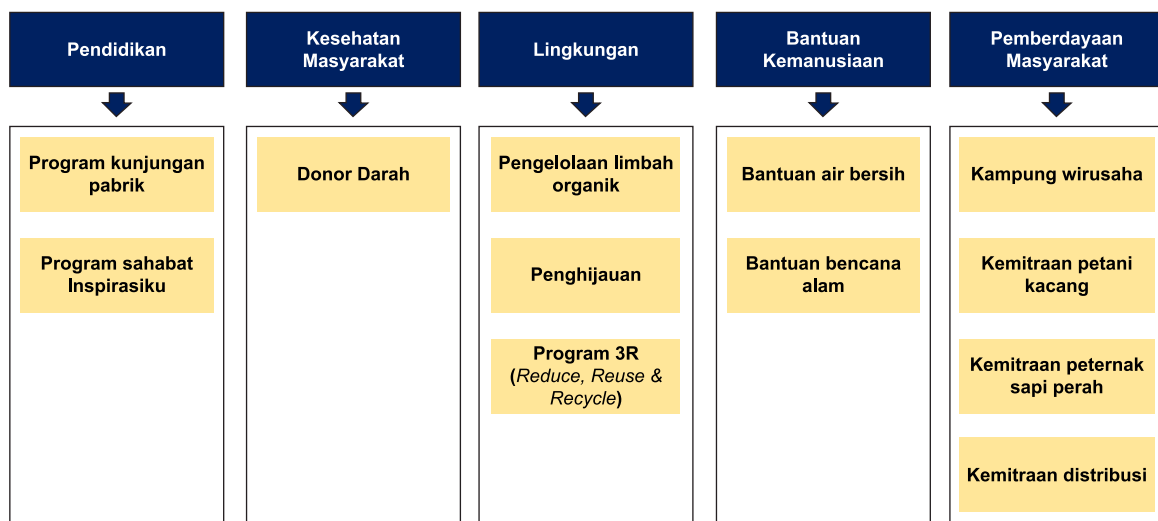 Pendidikan
Kesehatan
Masyarakat
Lingkungan
Bantuan
Kemanusiaan
Pemberdayaan
Masyarakat
Program kunjungan
pabrik
Program sahabat
Inspirasiku
Donor Darah
Pengelolaan limbah
organik
Penghijauan
Program 3R
(Reduce, Reuse &
Recycle)
Bantuan air bersih
Bantuan bencana
alam
Kampung wirusaha
Kemitraan petani
kacang
Kemitraan peternak
sapi perah
Kemitraan distribusi